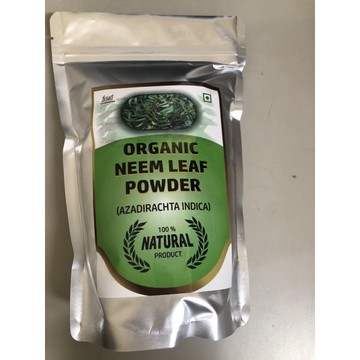 ORGANIC
NEEM LEAF
POWDER
(AZADIRACHTA INDICA)
100 %
NATURAL
PRODUCT